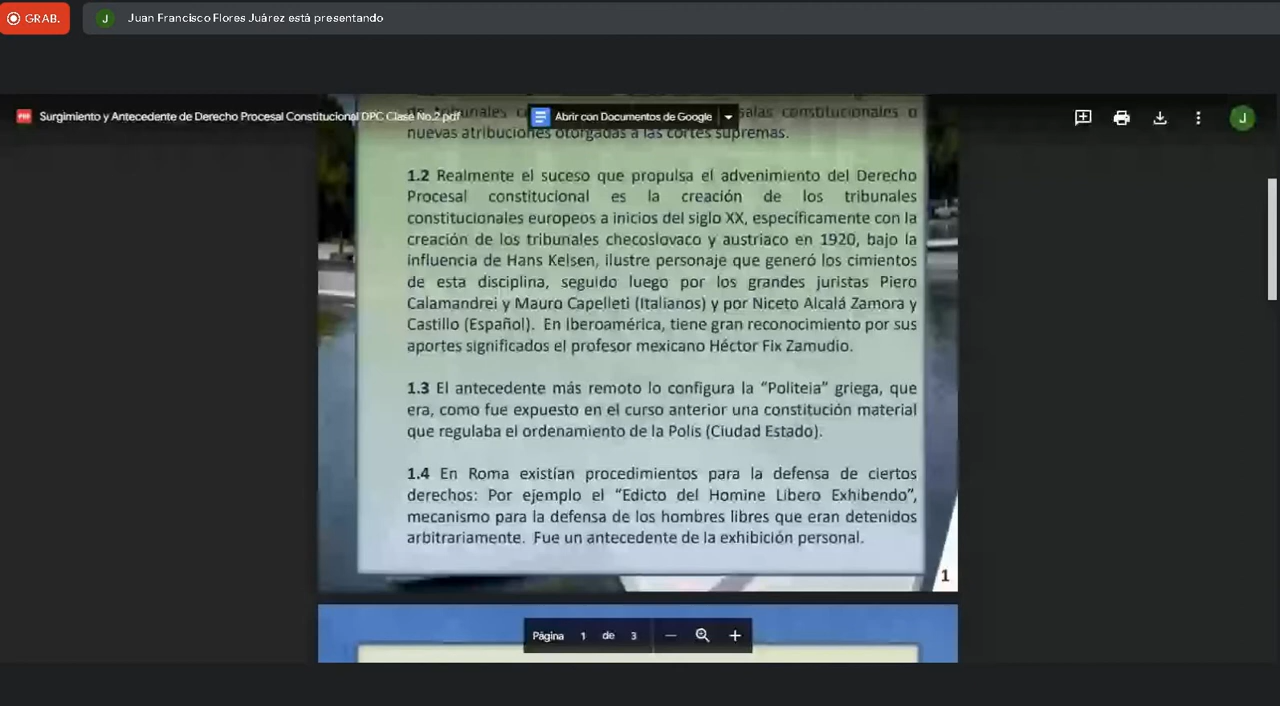 GRAB.
J
Juan Francisco Flores Juárez está presentando
PDF
Surgimiento y Antecedente de Derecho Procesal Constitucional DPC Clase No.2.pdf
Abrir con Documentos de Google
J
de tribunales salas constitucionales o
nuevas atribuciones otorgadas a las cortes supremas.
1.2 Realmente el suceso que propulsa el advenimiento del Derecho
Procesal constitucional es la creación de los tribunales
constitucionales europeos a inicios del siglo XX, específicamente con la
creación de los tribunales checoslovaco y austriaco en 1920, bajo la
influencia de Hans Kelsen, ilustre personaje que generó los cimientos
de esta disciplina, seguido luego por los grandes juristas Piero
Calamandrei y Mauro Capelleti (Italianos) y por Niceto Alcalá Zamora y
Castillo (Español). En Iberoamérica, tiene gran reconocimiento por sus
aportes significados el profesor mexicano Héctor Fix Zamudio.
1.3 El antecedente más remoto lo configura la “Politeia” griega, que
era, como fue expuesto en el curso anterior una constitución material
que regulaba el ordenamiento de la Polis (Ciudad Estado).
1.4 En Roma existían procedimientos para la defensa de ciertos
derechos: Por ejemplo el “Edicto del Homine Libero Exhibendo”,
mecanismo para la defensa de los hombres libres que eran detenidos
arbitrariamente. Fue un antecedente de la exhibición personal.
1
Página 1 de 3